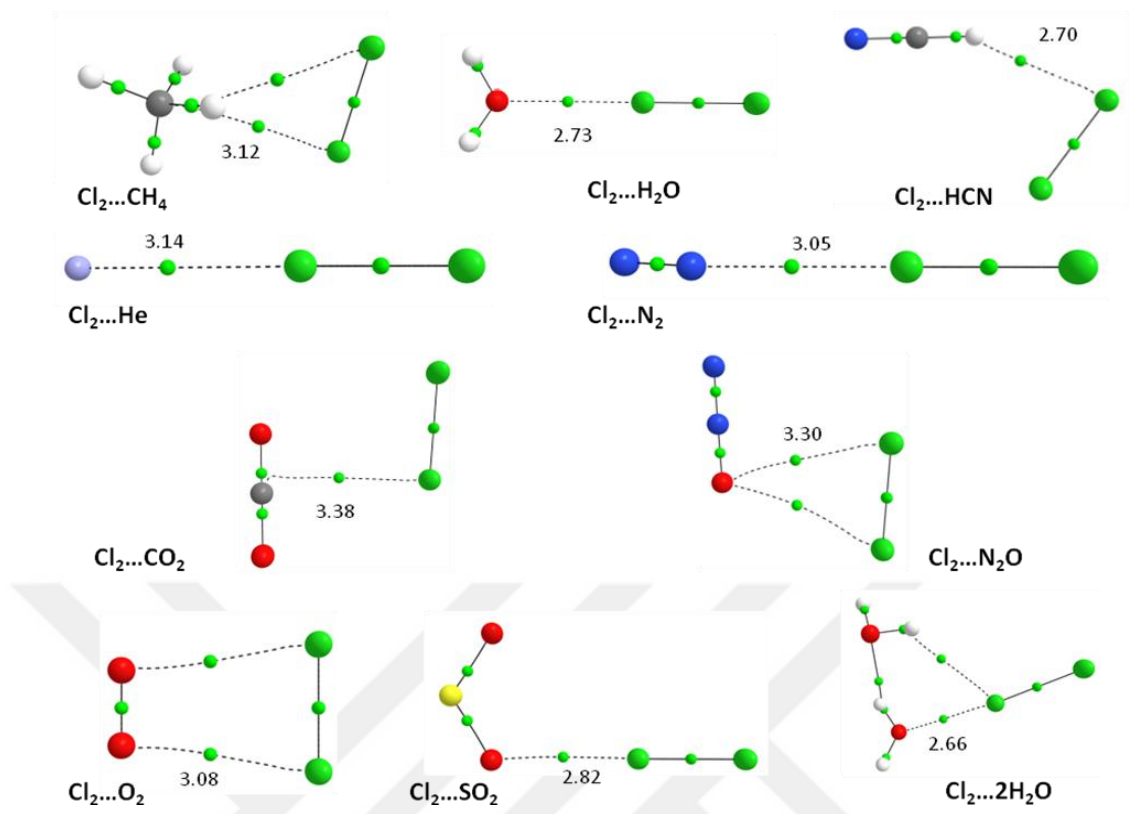 2.70
3.12
2.73
Cl₂...CH₄
Cl₂...H₂O
Cl₂...HCN
3.14
3.05
Cl₂...He
Cl₂...N₂
3.30
3.38
Cl₂...CO₂
Cl₂...N₂O
3.08
2.82
2.66
Cl₂...O₂
Cl₂...SO₂
Cl₂...2H₂O